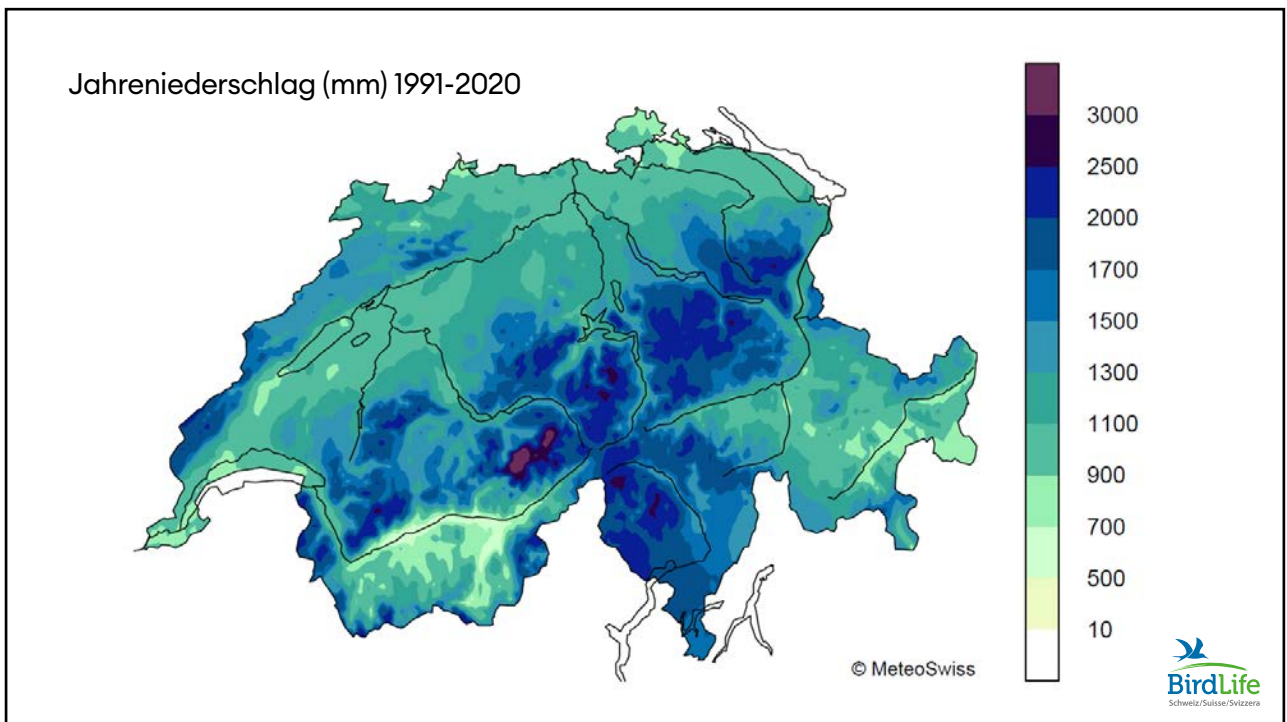 Jahreniederschlag (mm) 1991-2020
3000
2500
2000
1700
1500
1300
1100
900
700
500
10
© MeteoSwiss
BirdLife
Schweiz/Suisse/Svizzera